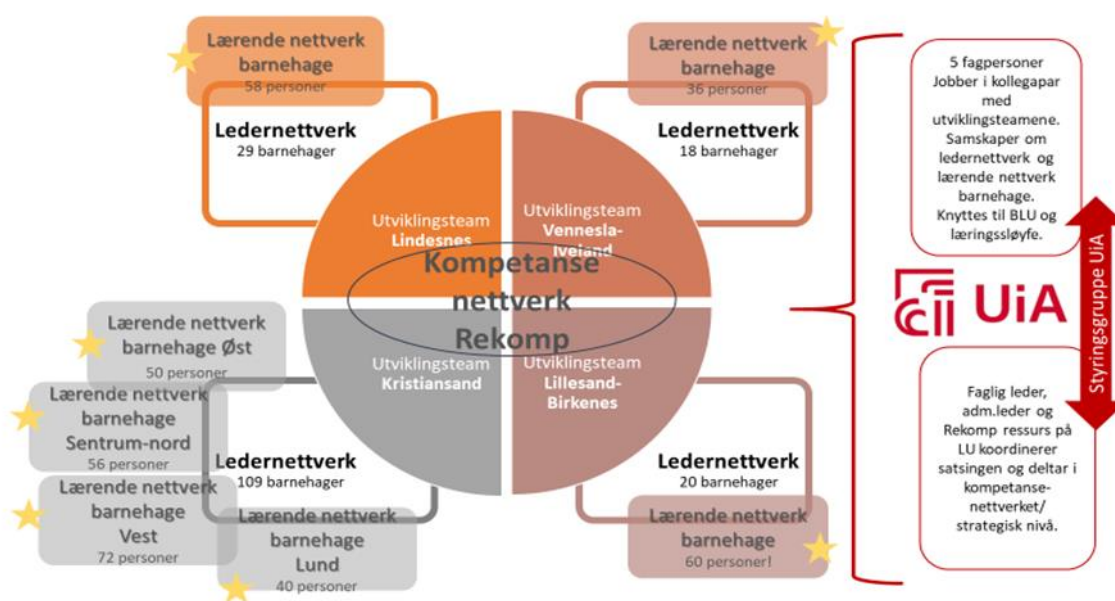 Lærende nettverk
barnehage
58 personer
Ledernettverk
29 barnehager
Lærende nettverk
barnehage
36 personer
Ledernettverk
18 barnehager
Utviklingsteam
Lindesnes
Utviklingsteam
Vennesla-
Iveland
Kompetanse
nettverk
Rekomp
Utviklingsteam
Kristiansand
Utviklingsteam
Lillesand-
Birkenes
Lærende nettverk
barnehage Øst
50 personer
Lærende nettverk
barnehage
Sentrum-nord
56 personer
Lærende nettverk
barnehage
Vest
72 personer
Ledernettverk
109 barnehager
Lærende nettverk
barnehage
Lund
40 personer
Ledernettverk
20 barnehager
Lærende nettverk
barnehage
60 personer!
5 fagpersoner
Jobber i kollegapar
med
utviklingsteamene.
Samskaper om
ledernettverk og
lærende nettverk
barnehage.
Knyttes til BLU og
læringssløyfe.
UiA
Styringsgruppe UiA
Faglig leder,
adm.leder og
Rekomp ressurs på
LU koordinerer
satsingen og deltar i
kompetanse-
nettverket/
strategisk nivå.